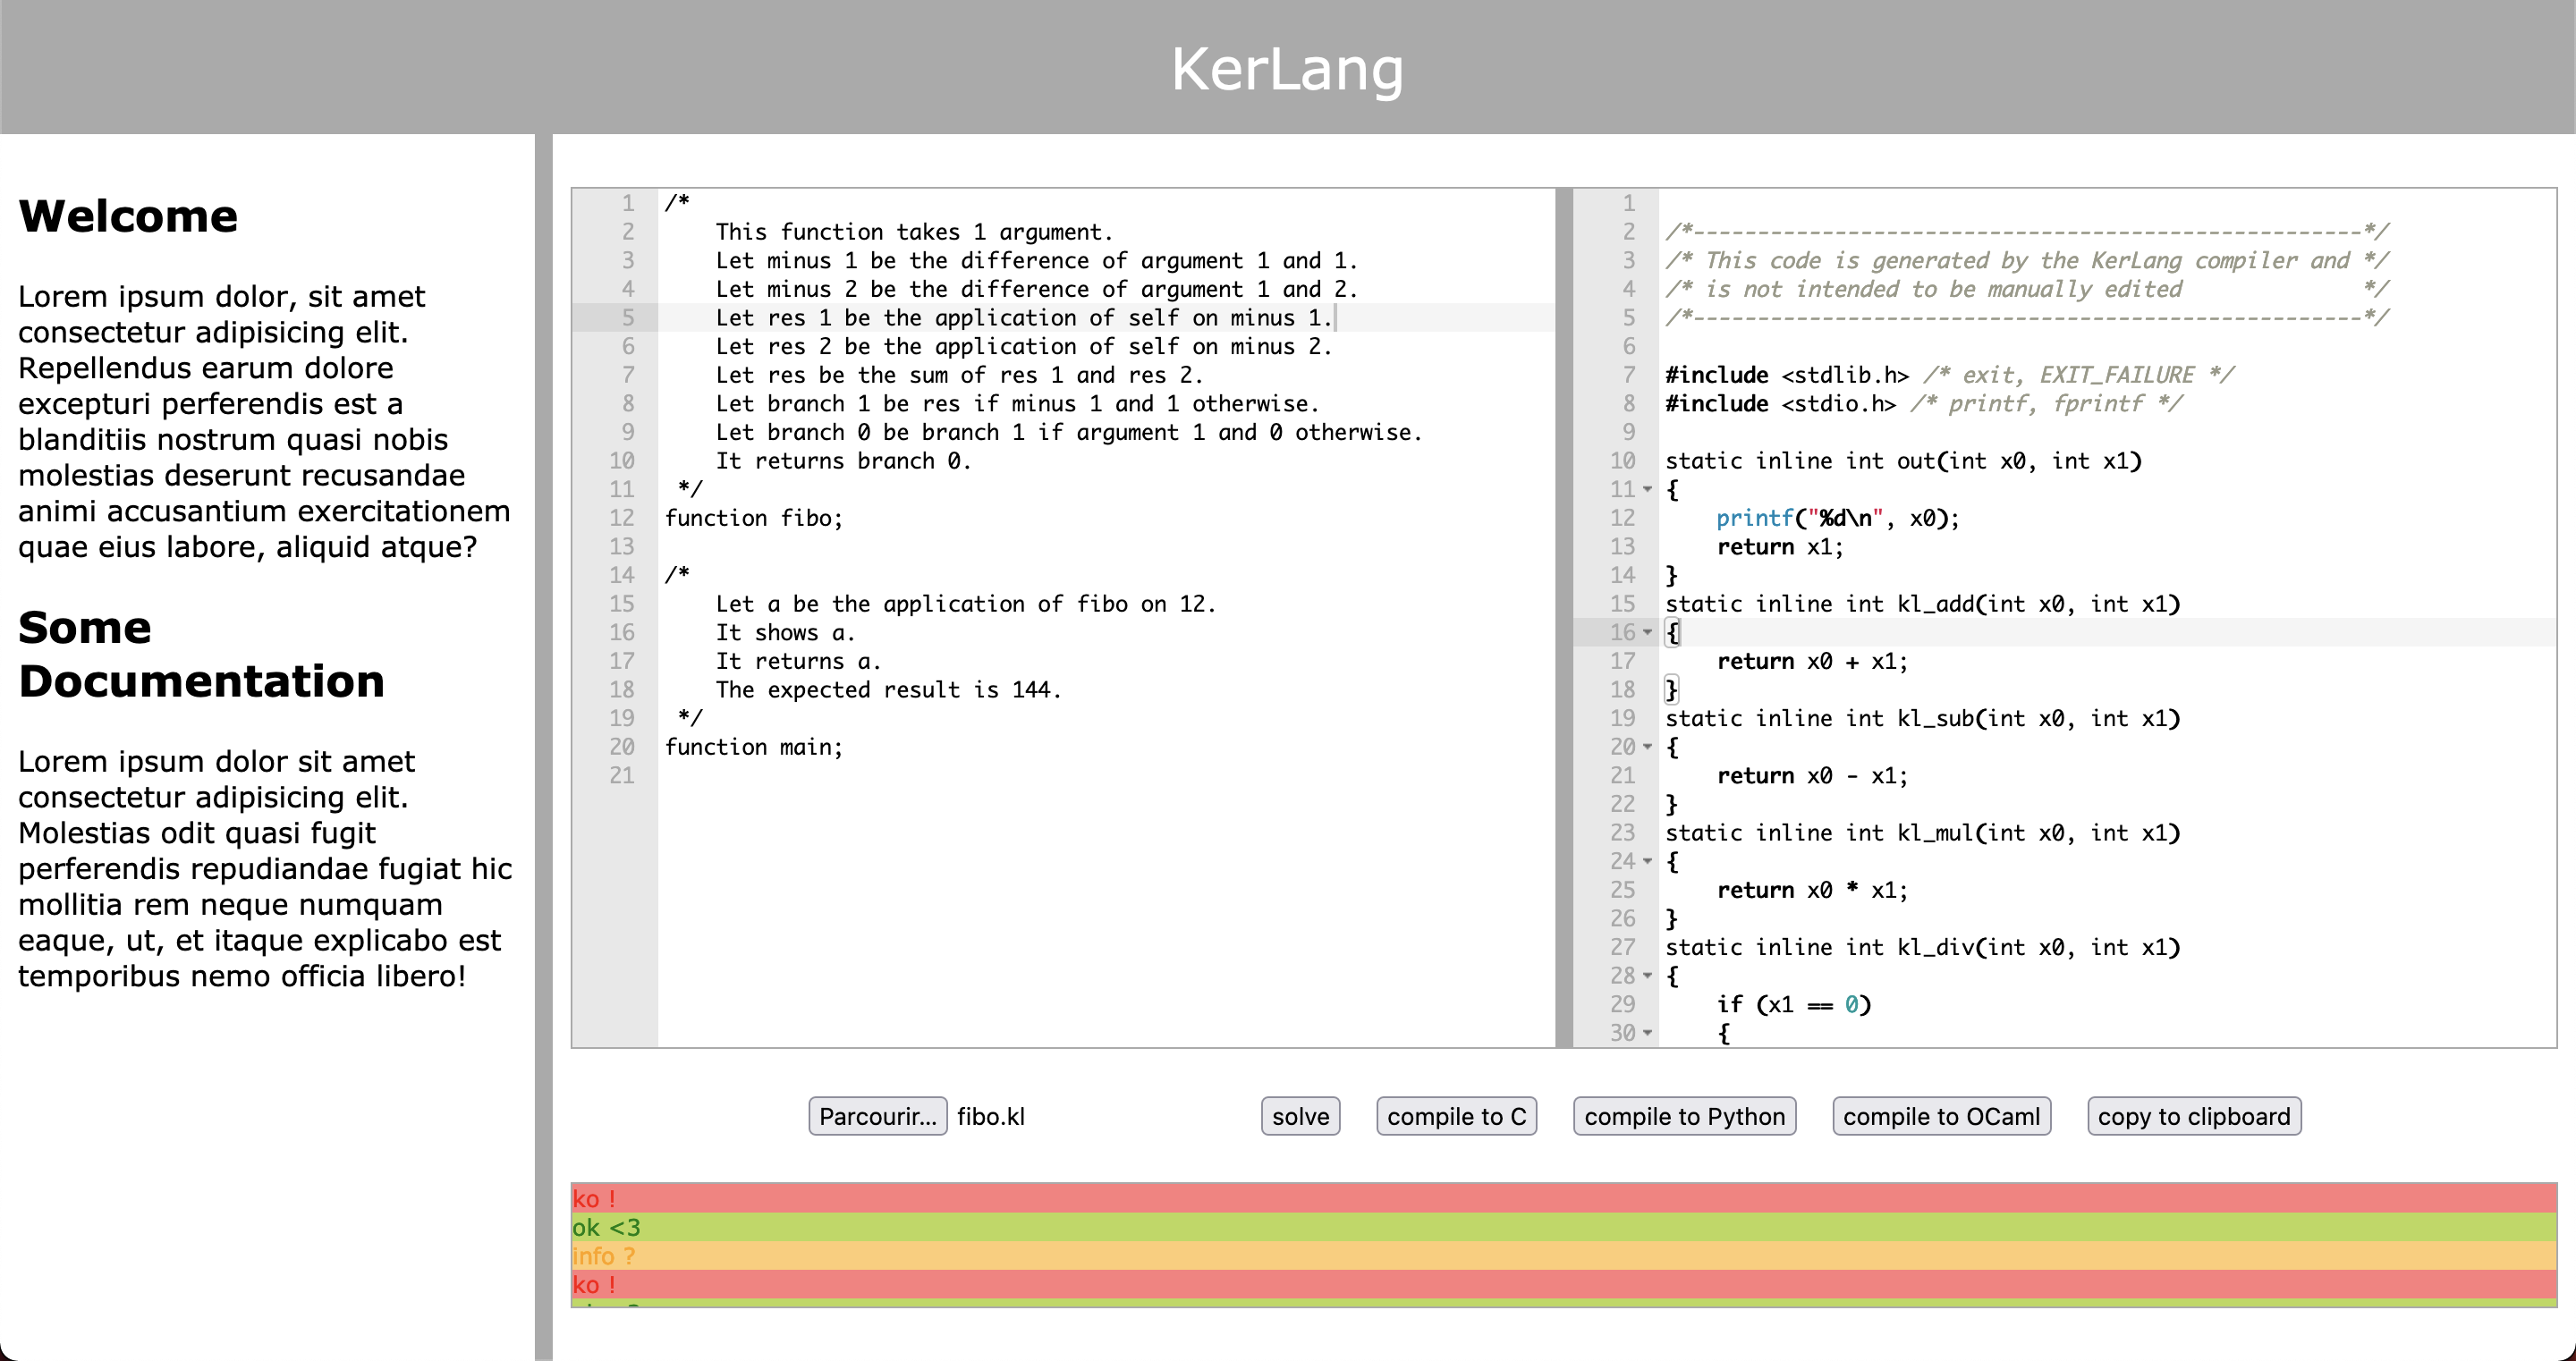 KerLang
Welcome
Lorem ipsum dolor, sit amet
consectetur adipisicing elit.
Repellendus earum dolore
excepturi perferendis est a
blanditiis nostrum quasi nobis
molestias deserunt recusandae
animi accusantium exercitationem
quae eius labore, aliquid atque?
Some
Documentation
Lorem ipsum dolor sit amet
consectetur adipisicing elit.
Molestias odit quasi fugit
perferendis repudiandae fugiat hic
mollitia rem neque numquam
eaque, ut, et itaque explicabo est
temporibus nemo officia libero!
1 /*
2     This function takes 1 argument.
3     Let minus 1 be the difference of argument 1 and 1.
4     Let minus 2 be the difference of argument 1 and 2.
5     Let res 1 be the application of self on minus 1.
6     Let res 2 be the application of self on minus 2.
7     Let res be the sum of res 1 and res 2.
8     Let branch 1 be res if minus 1 and 1 otherwise.
9     Let branch 0 be branch 1 if argument 1 and 0 otherwise.
10     It returns branch 0.
11  */
12 function fibo;
13
14 /*
15     Let a be the application of fibo on 12.
16     It shows a.
17     It returns a.
18     The expected result is 144.
19  */
20 function main;
21
1
2 /*----------------------------------------------------*/
3 /* This code is generated by the KerLang compiler and */
4 /* is not intended to be manually edited              */
5 /*----------------------------------------------------*/
6
7 #include <stdlib.h> /* exit, EXIT_FAILURE */
8 #include <stdio.h> /* printf, fprintf */
9
10 static inline int out(int x0, int x1)
11 {
12     printf("%d\n", x0);
13     return x1;
14 }
15 static inline int kl_add(int x0, int x1)
16 {
17     return x0 + x1;
18 }
19 static inline int kl_sub(int x0, int x1)
20 {
21     return x0 - x1;
22 }
23 static inline int kl_mul(int x0, int x1)
24 {
25     return x0 * x1;
26 }
27 static inline int kl_div(int x0, int x1)
28 {
29     if (x1 == 0)
30     {
Parcourir... fibo.kl solve compile to C compile to Python compile to OCaml copy to clipboard
ko !
ok <3
info ?
ko !